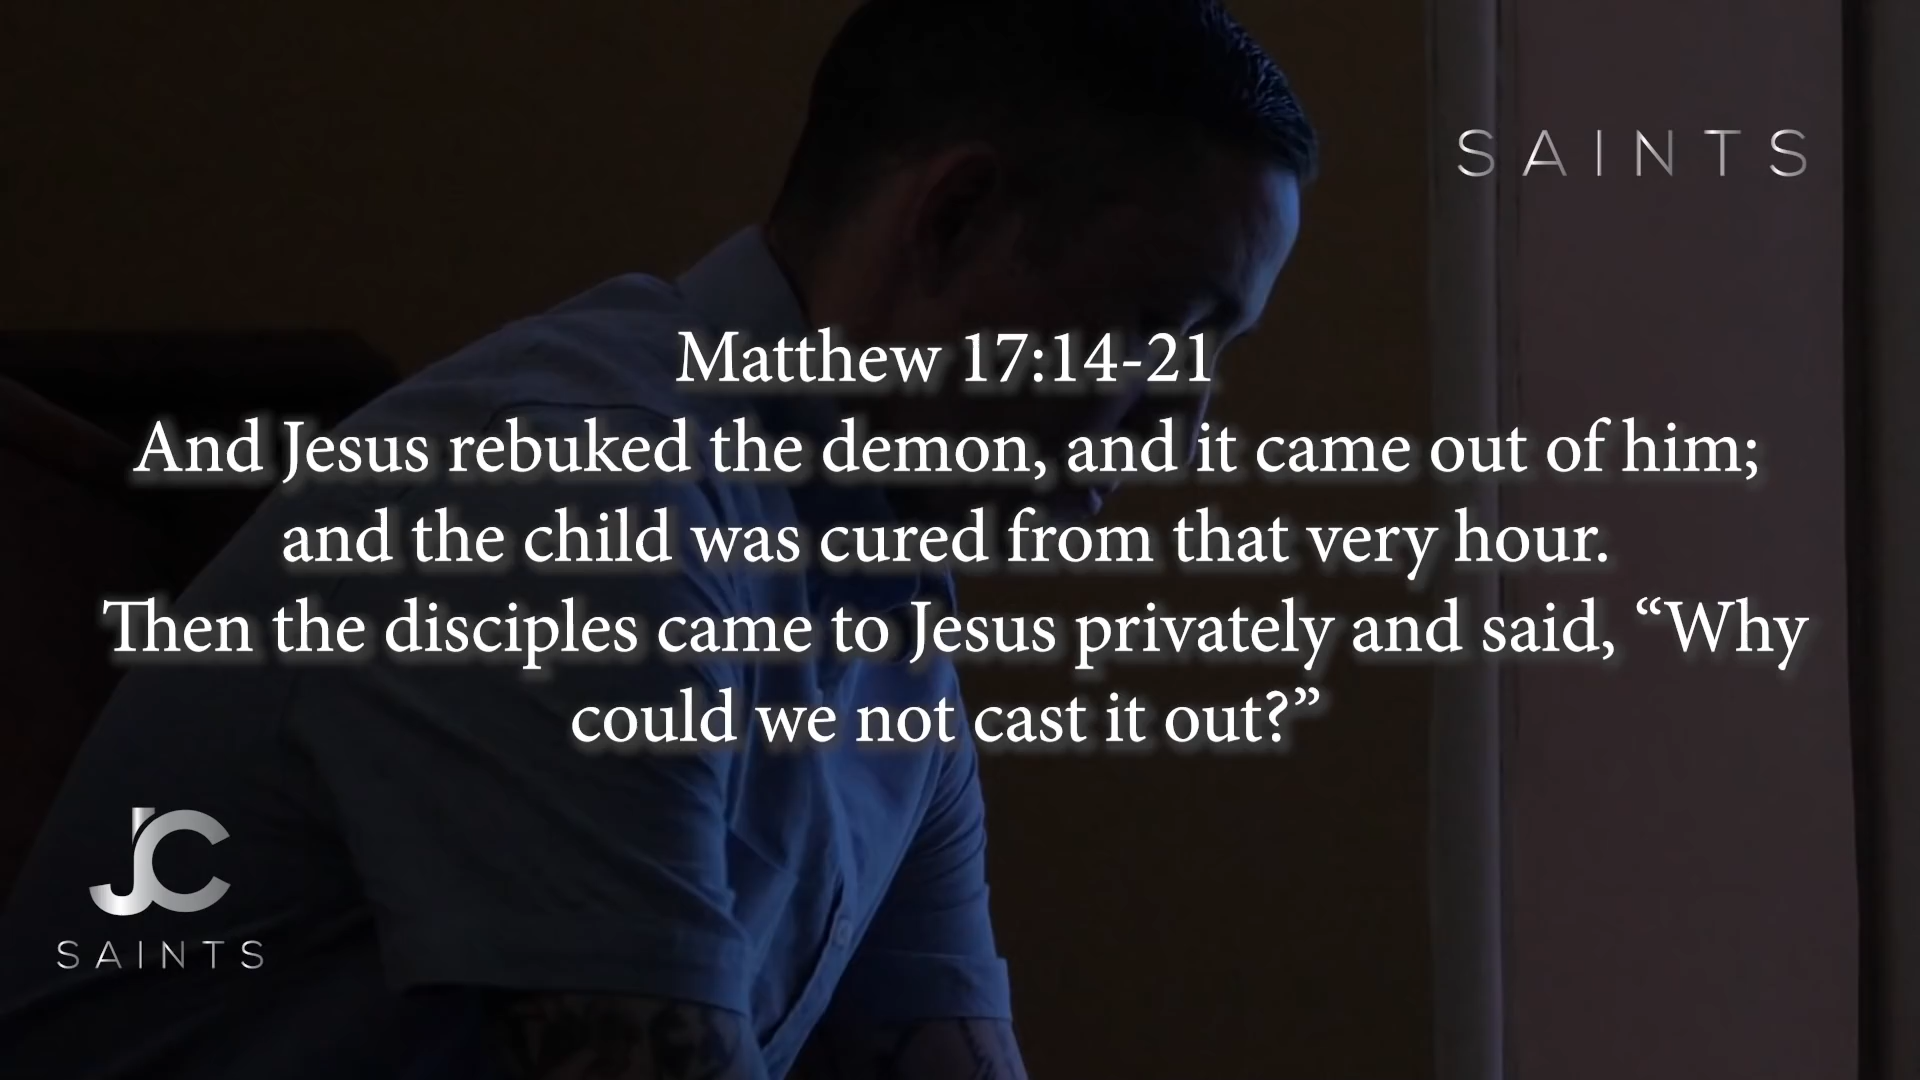 SAINTS
Matthew 17:14-21
And Jesus rebuked the demon, and it came out of him;
and the child was cured from that very hour.
Then the disciples came to Jesus privately and said, “Why
could we not cast it out?”
JC
SAINTS